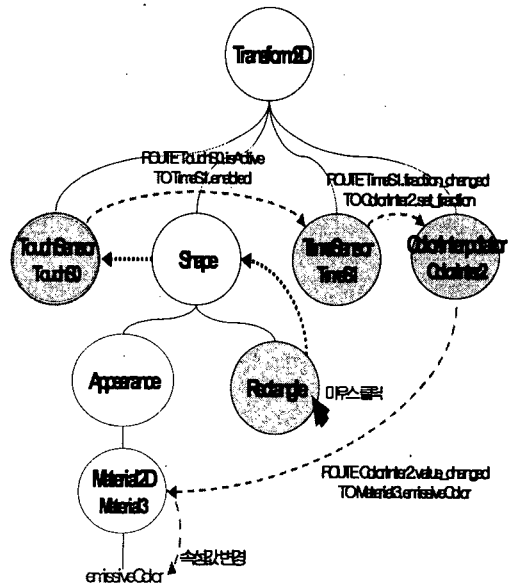 Transform2D
ROUTE TouchS0.isActive
TO TimeS1.enabled
ROUTE TimeS1.fraction_changed
TO ColorInter2.set_fraction
TouchSensor
TouchS0
Shape
TimeSensor
TimeS1
ColorInterpolator
ColorInter2
Appearance
Rectangle
마우스클릭
Material2D
Material3
ROUTE ColorInter2.value_changed
TO Material3.emissiveColor
속성값 변경
emissiveColor